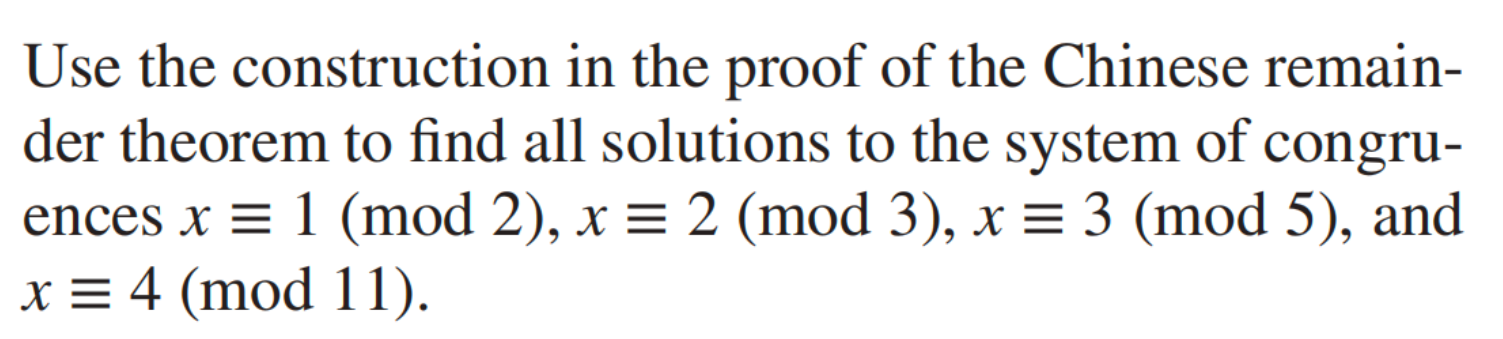 Use the construction in the proof of the Chinese remain-
der theorem to find all solutions to the system of congru-
ences x ≡ 1 (mod 2), x ≡ 2 (mod 3), x ≡ 3 (mod 5), and
x ≡ 4 (mod 11).